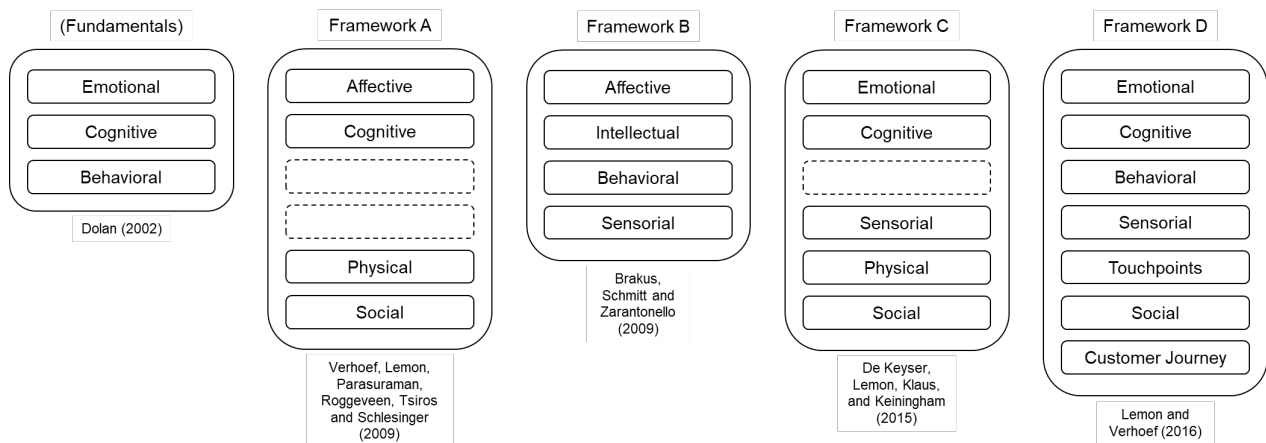 (Fundamentals)
Emotional
Cognitive
Behavioral
Dolan (2002)
Framework A
Affective
Cognitive
Physical
Social
Verhoef, Lemon,
Parasuraman,
Roggeveen, Tsiros
and Schlesinger
(2009)
Framework B
Affective
Intellectual
Behavioral
Sensorial
Brakus,
Schmitt and
Zarantonello
(2009)
Framework C
Emotional
Cognitive
Sensorial
Physical
Social
De Keyser,
Lemon, Klaus,
and Keiningham
(2015)
Framework D
Emotional
Cognitive
Behavioral
Sensorial
Touchpoints
Social
Customer Journey
Lemon and
Verhoef (2016)